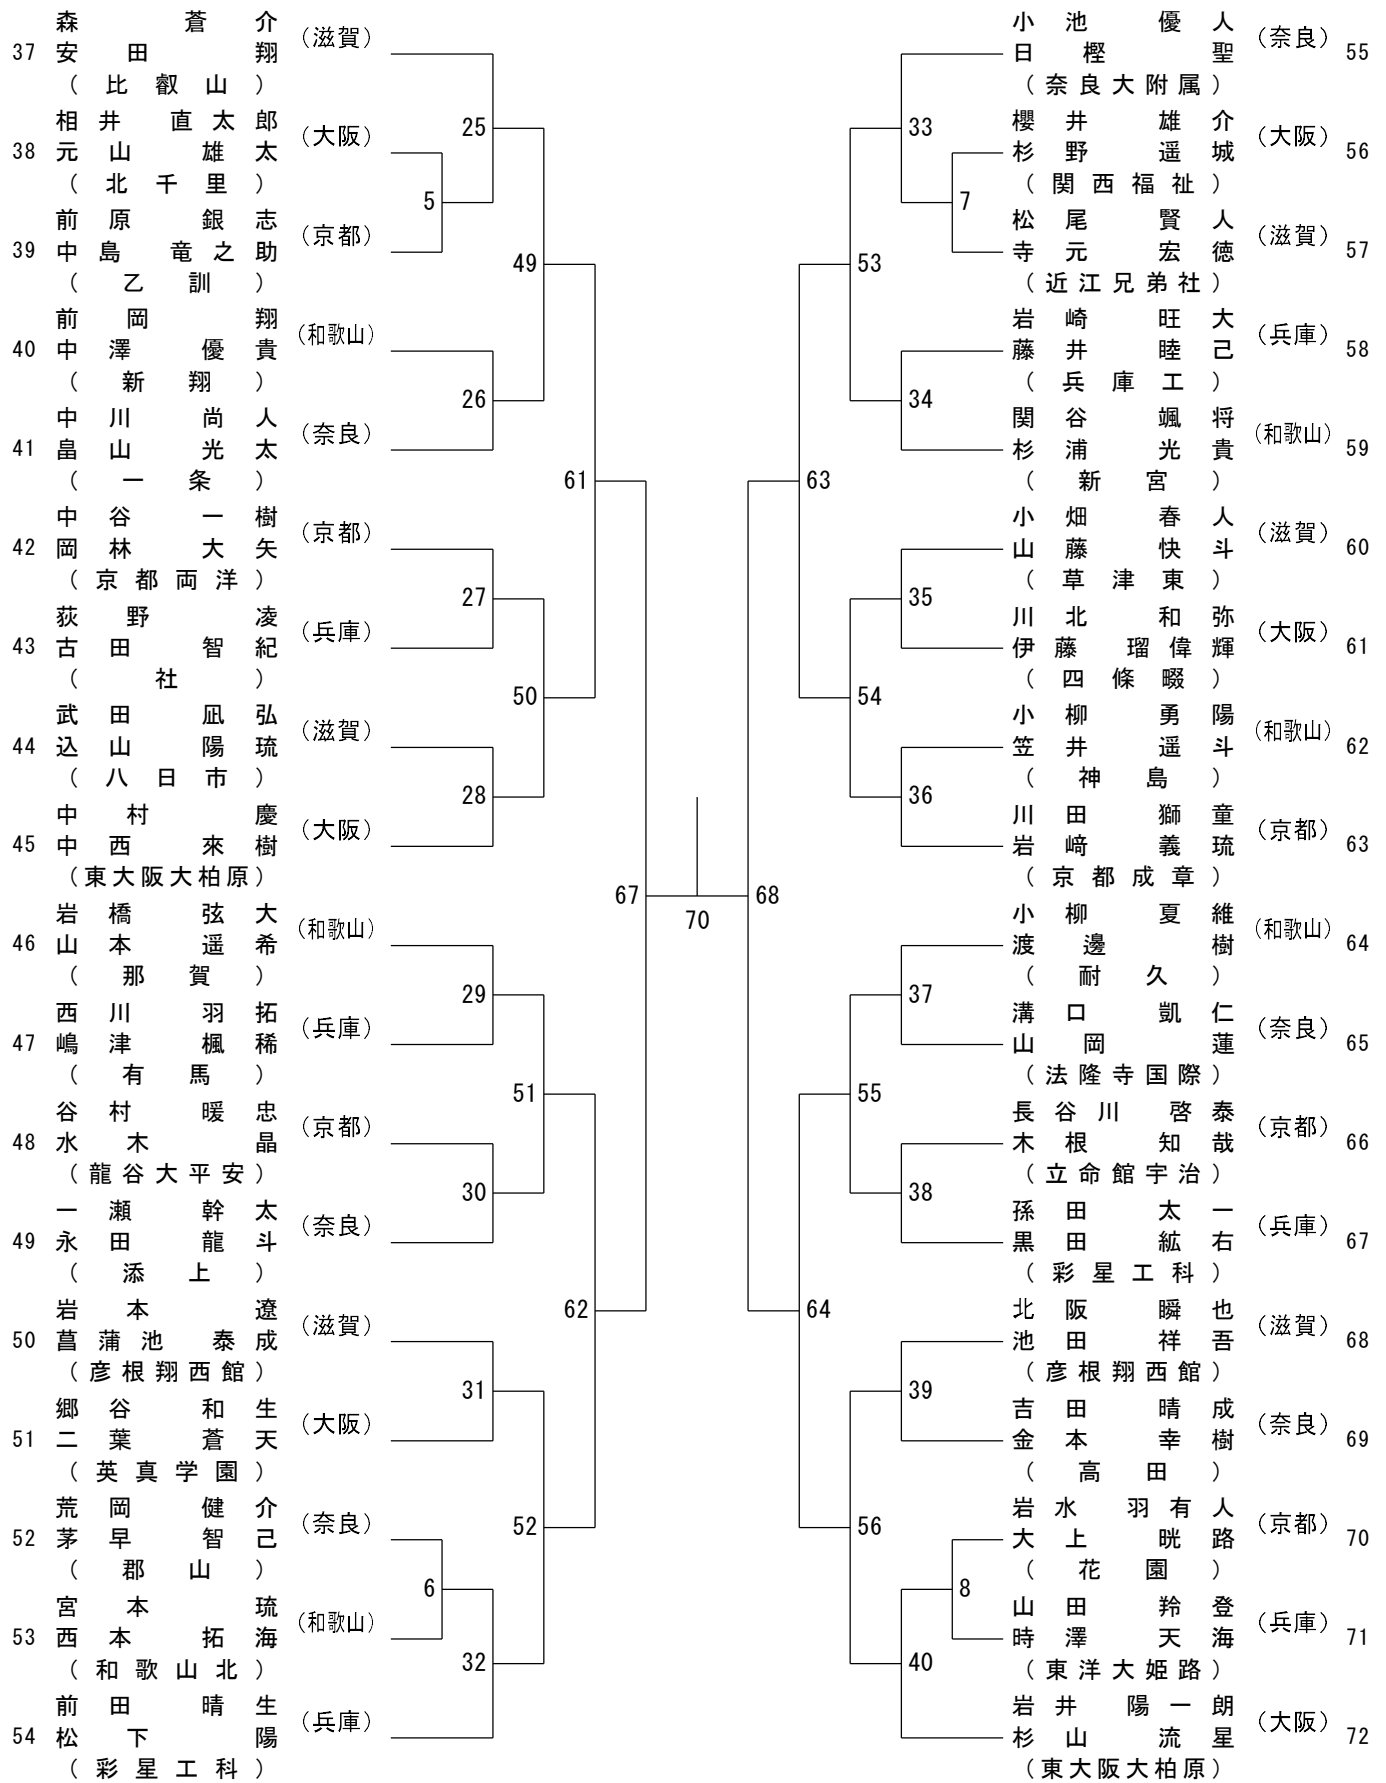 森 蒼 介
37 安 田 翔 （滋賀）
（ 比 叡 山 ）
相 井 直 太 郎
38 元 山 雄 太 （大阪）
（ 北 千 里 ）
前 原 銀 志
39 中 島 竜 之 助 （京都）
（ 乙 訓 ）
前 岡 翔
40 中 澤 優 貴 （和歌山）
（ 新 翔 ）
中 川 尚 人
41 畠 山 光 太 （奈良）
（ 一 条 ）
中 谷 一 樹
42 岡 林 大 矢 （京都）
（ 京 都 両 洋 ）
荻 野 凌
43 古 田 智 紀 （兵庫）
（ 社 ）
武 田 凪 弘
44 込 山 陽 琉 （滋賀）
（ 八 日 市 ）
中 村 慶
45 中 西 來 樹 （大阪）
（東大阪大柏原）
岩 橋 弦 大
46 山 本 遥 希 （和歌山）
（ 那 賀 ）
西 川 羽 拓
47 嶋 津 楓 稀 （兵庫）
（ 有 馬 ）
谷 村 暖 忠
48 水 木 晶 （京都）
（ 龍 谷 大 平 安 ）
一 瀬 幹 太
49 永 田 龍 斗 （奈良）
（ 添 上 ）
岩 本 遼
50 菖 蒲 池 泰 成 （滋賀）
（ 彦 根 翔 西 館 ）
郷 谷 和 生
51 二 葉 蒼 天 （大阪）
（ 英 真 学 園 ）
荒 岡 健 介
52 茅 早 智 己 （奈良）
（ 郡 山 ）
宮 本 琉
53 西 本 拓 海 （和歌山）
（ 和 歌 山 北 ）
前 田 晴 生
54 松 下 陽 （兵庫）
（ 彩 星 工 科 ）
5
6
25
26
27
28
29
30
31
32
49
50
51
52
61
62
67
70
68
63
64
53
54
55
56
33
34
35
36
37
38
39
40
7
8
小 池 優 人
日 樫 聖 （奈良） 55
（ 奈 良 大 附 属 ）
櫻 井 雄 介
杉 野 遥 城 （大阪） 56
（ 関 西 福 祉 ）
松 尾 賢 人
寺 元 宏 徳 （滋賀） 57
（ 近 江 兄 弟 社 ）
岩 崎 旺 大
藤 井 睦 己 （兵庫） 58
（ 兵 庫 工 ）
関 谷 颯 将
杉 浦 光 貴 （和歌山） 59
（ 新 宮 ）
小 畑 春 人
山 藤 快 斗 （滋賀） 60
（ 草 津 東 ）
川 北 和 弥
伊 藤 瑠 偉 輝 （大阪） 61
（ 四 條 畷 ）
小 柳 勇 陽
笠 井 遥 斗 （和歌山） 62
（ 神 島 ）
川 田 獅 童
岩 﨑 義 琉 （京都） 63
（ 京 都 成 章 ）
小 柳 夏 維
渡 邊 樹 （和歌山） 64
（ 耐 久 ）
溝 口 凱 仁
山 岡 蓮 （奈良） 65
（ 法 隆 寺 国 際 ）
長 谷 川 啓 泰
木 根 知 哉 （京都） 66
（ 立 命 館 宇 治 ）
孫 田 太 一
黒 田 紘 右 （兵庫） 67
（ 彩 星 工 科 ）
北 阪 瞬 也
池 田 祥 吾 （滋賀） 68
（ 彦 根 翔 西 館 ）
吉 田 晴 成
金 本 幸 樹 （奈良） 69
（ 高 田 ）
岩 水 羽 有 人
大 上 晄 路 （京都） 70
（ 花 園 ）
山 田 羚 登
時 澤 天 海 （兵庫） 71
（ 東 洋 大 姫 路 ）
岩 井 陽 一 朗
杉 山 流 星 （大阪） 72
（東大阪大柏原）